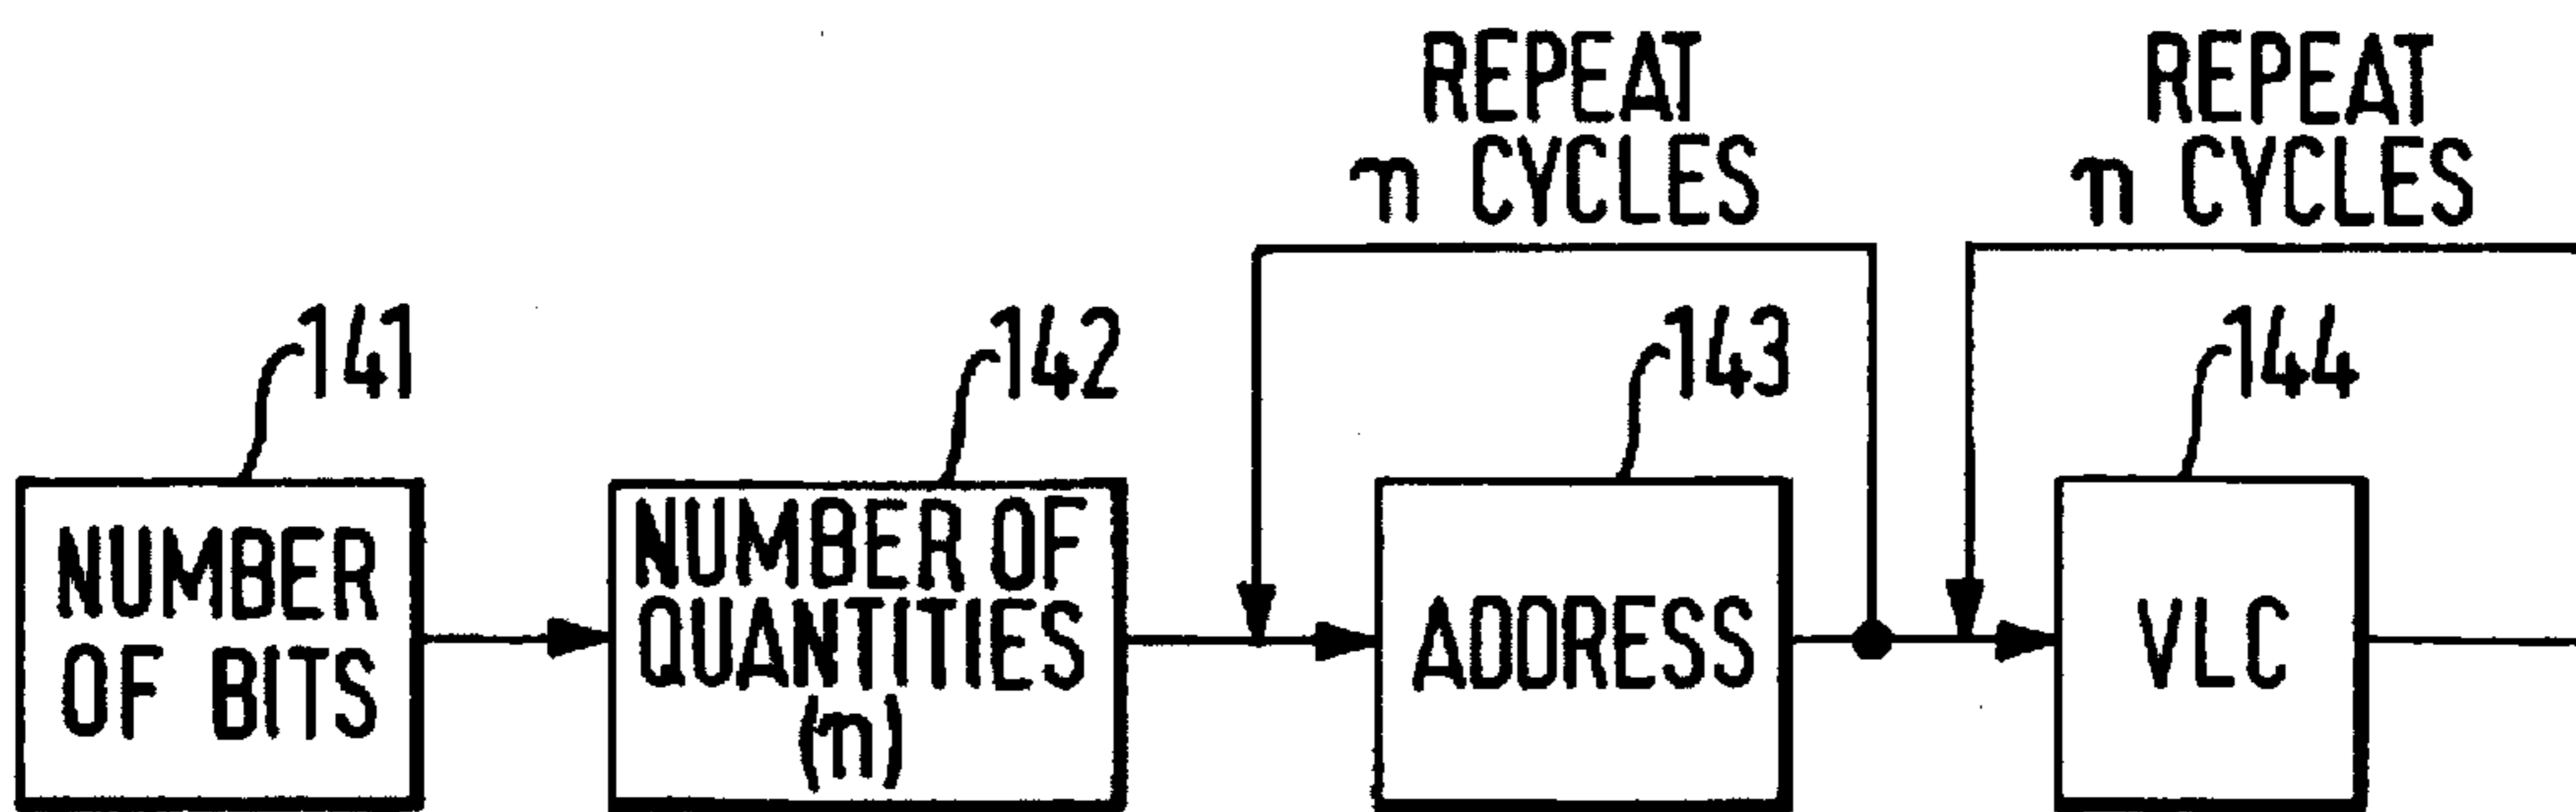 REPEAT
n CYCLES
REPEAT
n CYCLES
141
142
143
144
NUMBER
OF BITS
NUMBER OF
QUANTITIES
(n)
ADDRESS
VLC